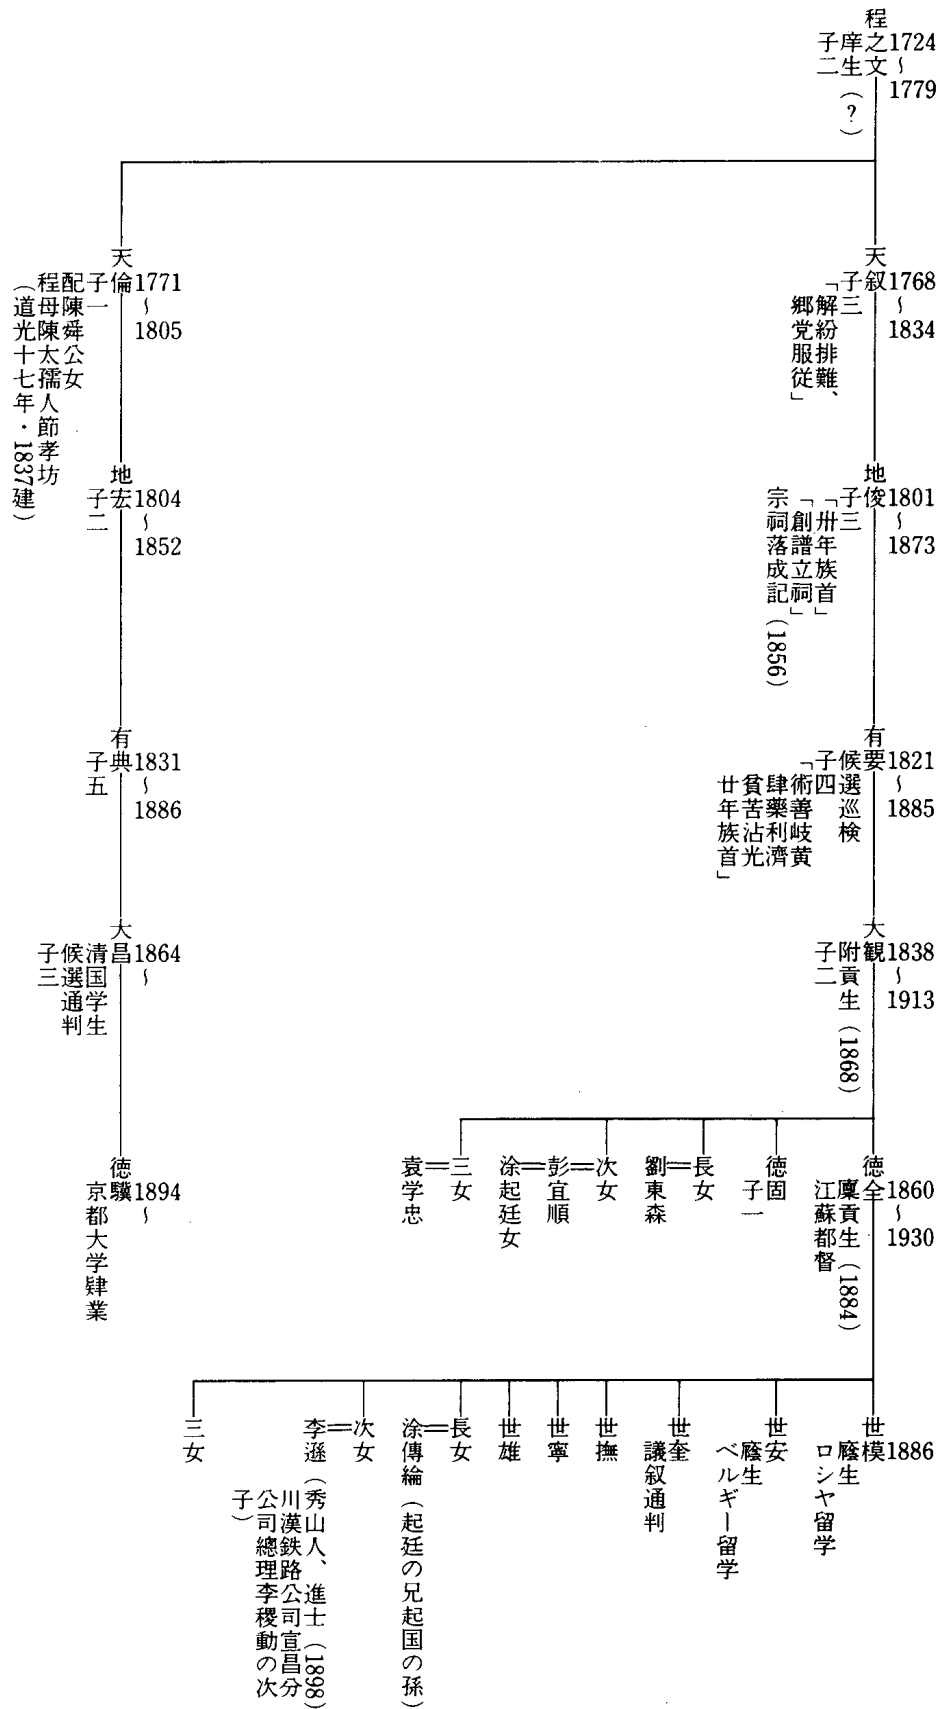 程之文 1724〜1779
庠生（？）
子二
天叙 1768〜1834
子三
「解紛排難、
郷党服従」
地俊 1801〜1873
子三
「卅年族首」
「創譜立祠」
宗祠落成記（1856）
有要 1821〜1885
候選巡検
子四
「術善岐黄
肆藥利濟
貧苦沾光
廿年族首」
大観 1838〜1913
附貢生（1868）
子二
徳全 1860〜1930
廩貢生（1884）
江蘇都督
徳固
子一
長女＝劉東森
次女＝彭宜順＝涂起廷女
三女＝袁学忠
世模 1886
廕生
ロシヤ留学
世安
廕生
ベルギー留学
世奎
議叙通判
世撫
世寧
世雄
長女＝涂傳綸（起廷の兄起国の孫）
次女＝李遜（秀山人、進士（1898）
川漢鉄路公司宣昌分
公司總理李稷動の次
子）
三女
天倫 1771〜1805
子一
配陳舜公女
程母陳太孺人節孝坊
（道光十七年・1837建）
地宏 1804〜1852
子二
有典 1831〜1886
子五
大昌 1864〜
清国学生
候選通判
子三
徳驥 1894〜
京都大学肄業